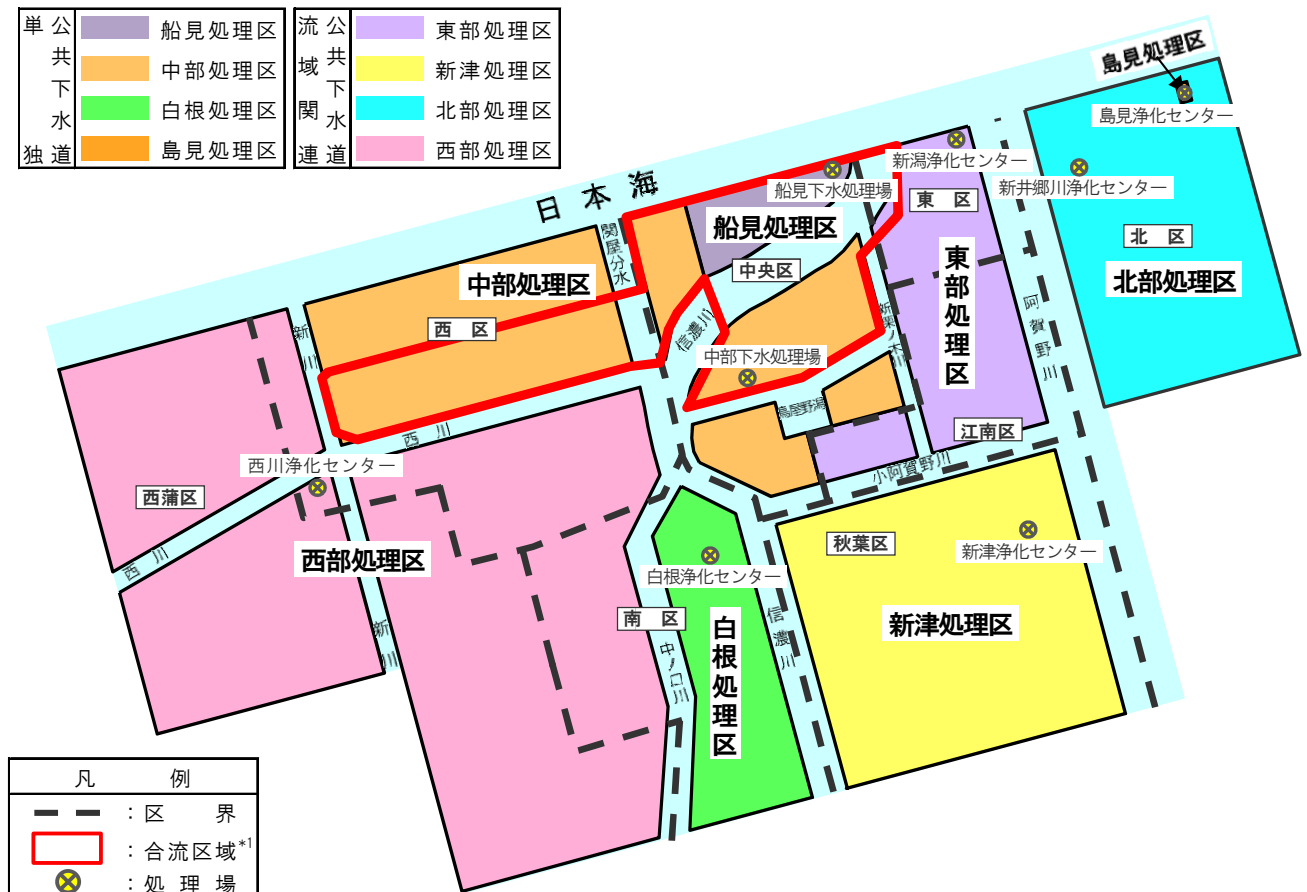 単独
公共下水道
船見処理区
中部処理区
白根処理区
島見処理区
流域関連
公共下水道
東部処理区
新津処理区
北部処理区
西部処理区
島見処理区
島見浄化センター
新潟浄化センター
新井郷川浄化センター
船見下水処理場
日本海
東 区
北 区
船見処理区
関屋分水
中央区
中部処理区
東部処理区
北部処理区
西 区
信濃川
新栗ノ木川
阿賀野川
新川
中部下水処理場
鳥屋野潟
西川
江南区
西川浄化センター
小阿賀野川
西蒲区
秋葉区
新津浄化センター
西川
西部処理区
白根浄化センター
南 区
白根処理区
信濃川
新津処理区
新川
中ノ口川
凡 例
：区 界
：合流区域*1
：処 理 場